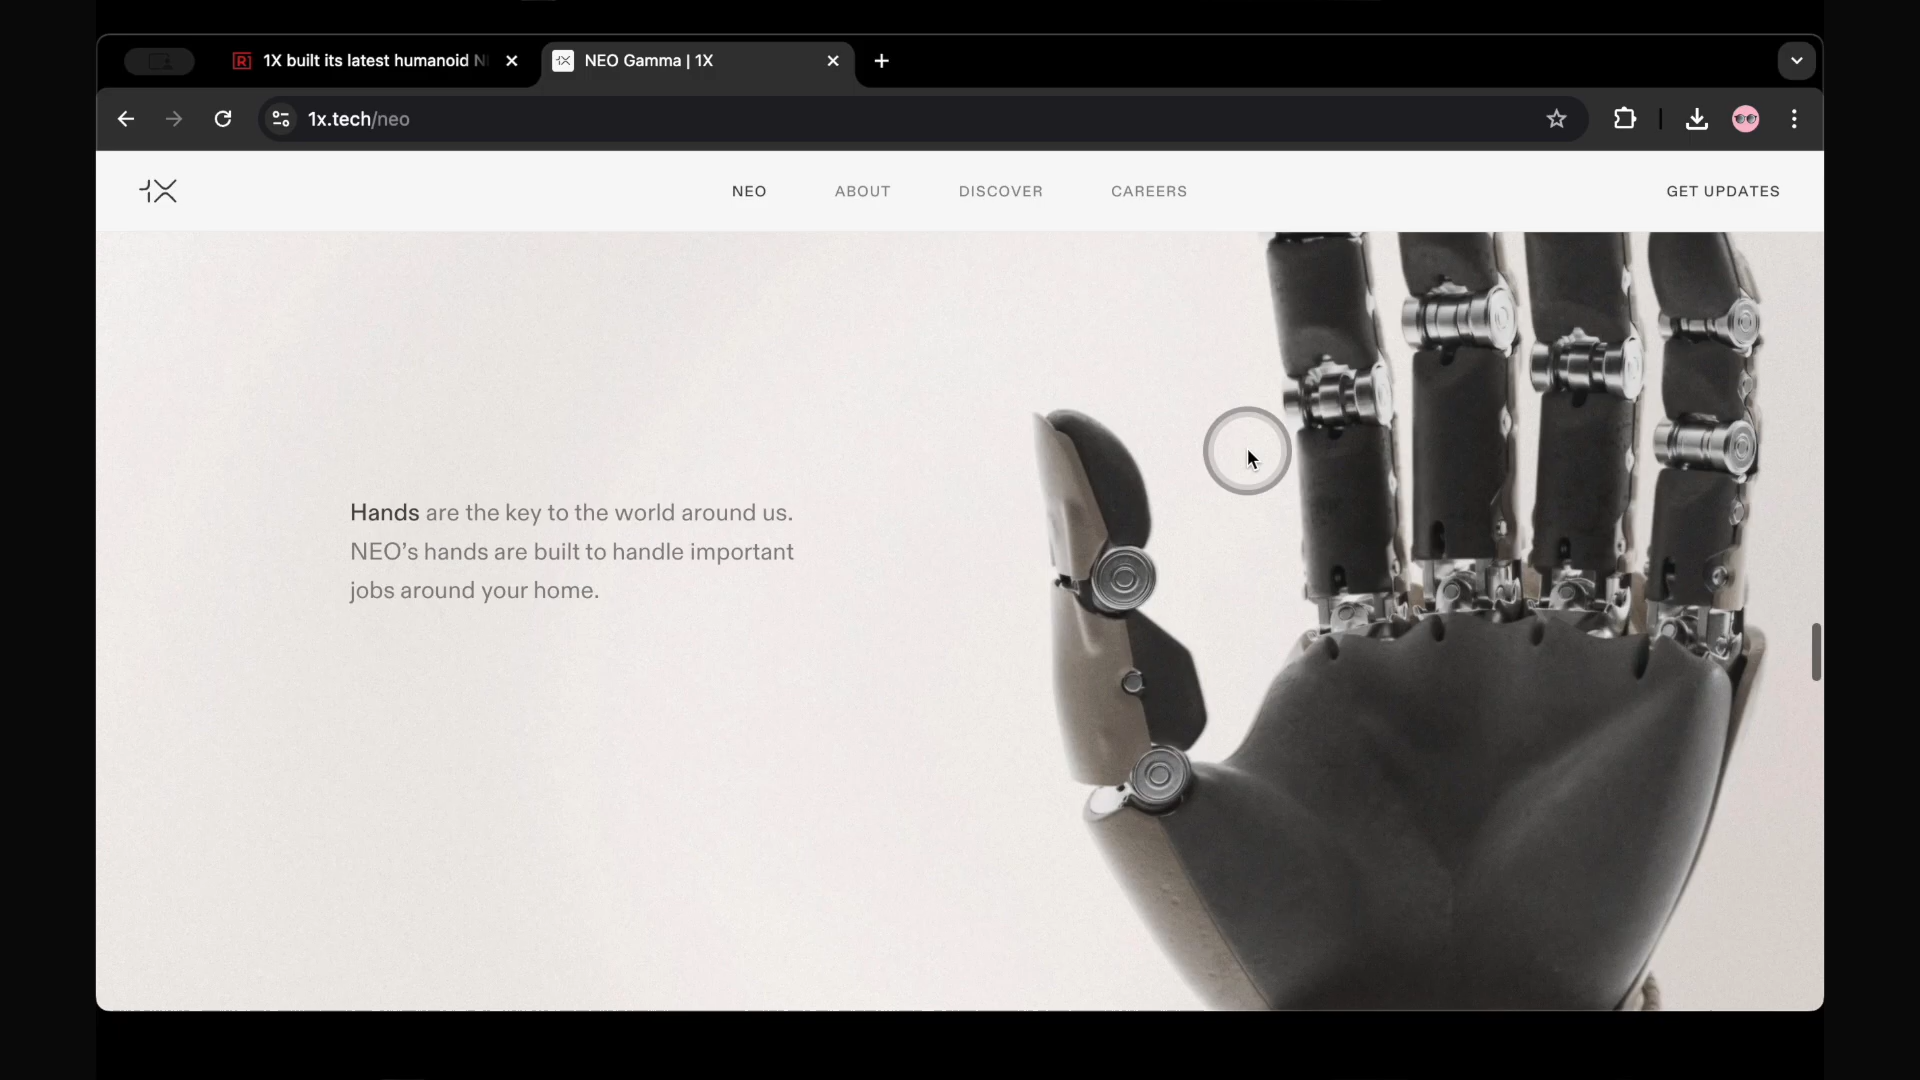 1X built its latest humanoid N
NEO Gamma | 1X
1x.tech/neo
1X
NEO
ABOUT
DISCOVER
CAREERS
GET UPDATES
Hands are the key to the world around us.
NEO’s hands are built to handle important
jobs around your home.